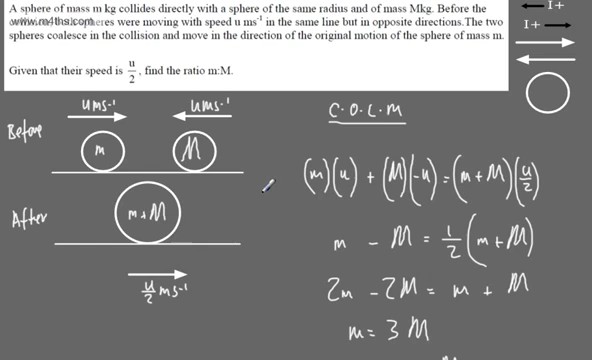 A sphere of mass m kg collides directly with a sphere of the same radius and of mass Mkg. Before the
www.m4ths.com
were moving with speed u ms⁻¹ in the same line but in opposite directions. The two
spheres coalesce in the collision and move in the direction of the original motion of the sphere of mass m.
Given that their speed is u/2, find the ratio m:M.
I+
I+
Before
ums⁻¹
ums⁻¹
m
M
After
m+M
u/2 ms⁻¹
C.O.L.M
(m)(u) + (M)(-u) = (m+M)(u/2)
m - M = 1/2 (m+M)
2m - 2M = m + M
m = 3M